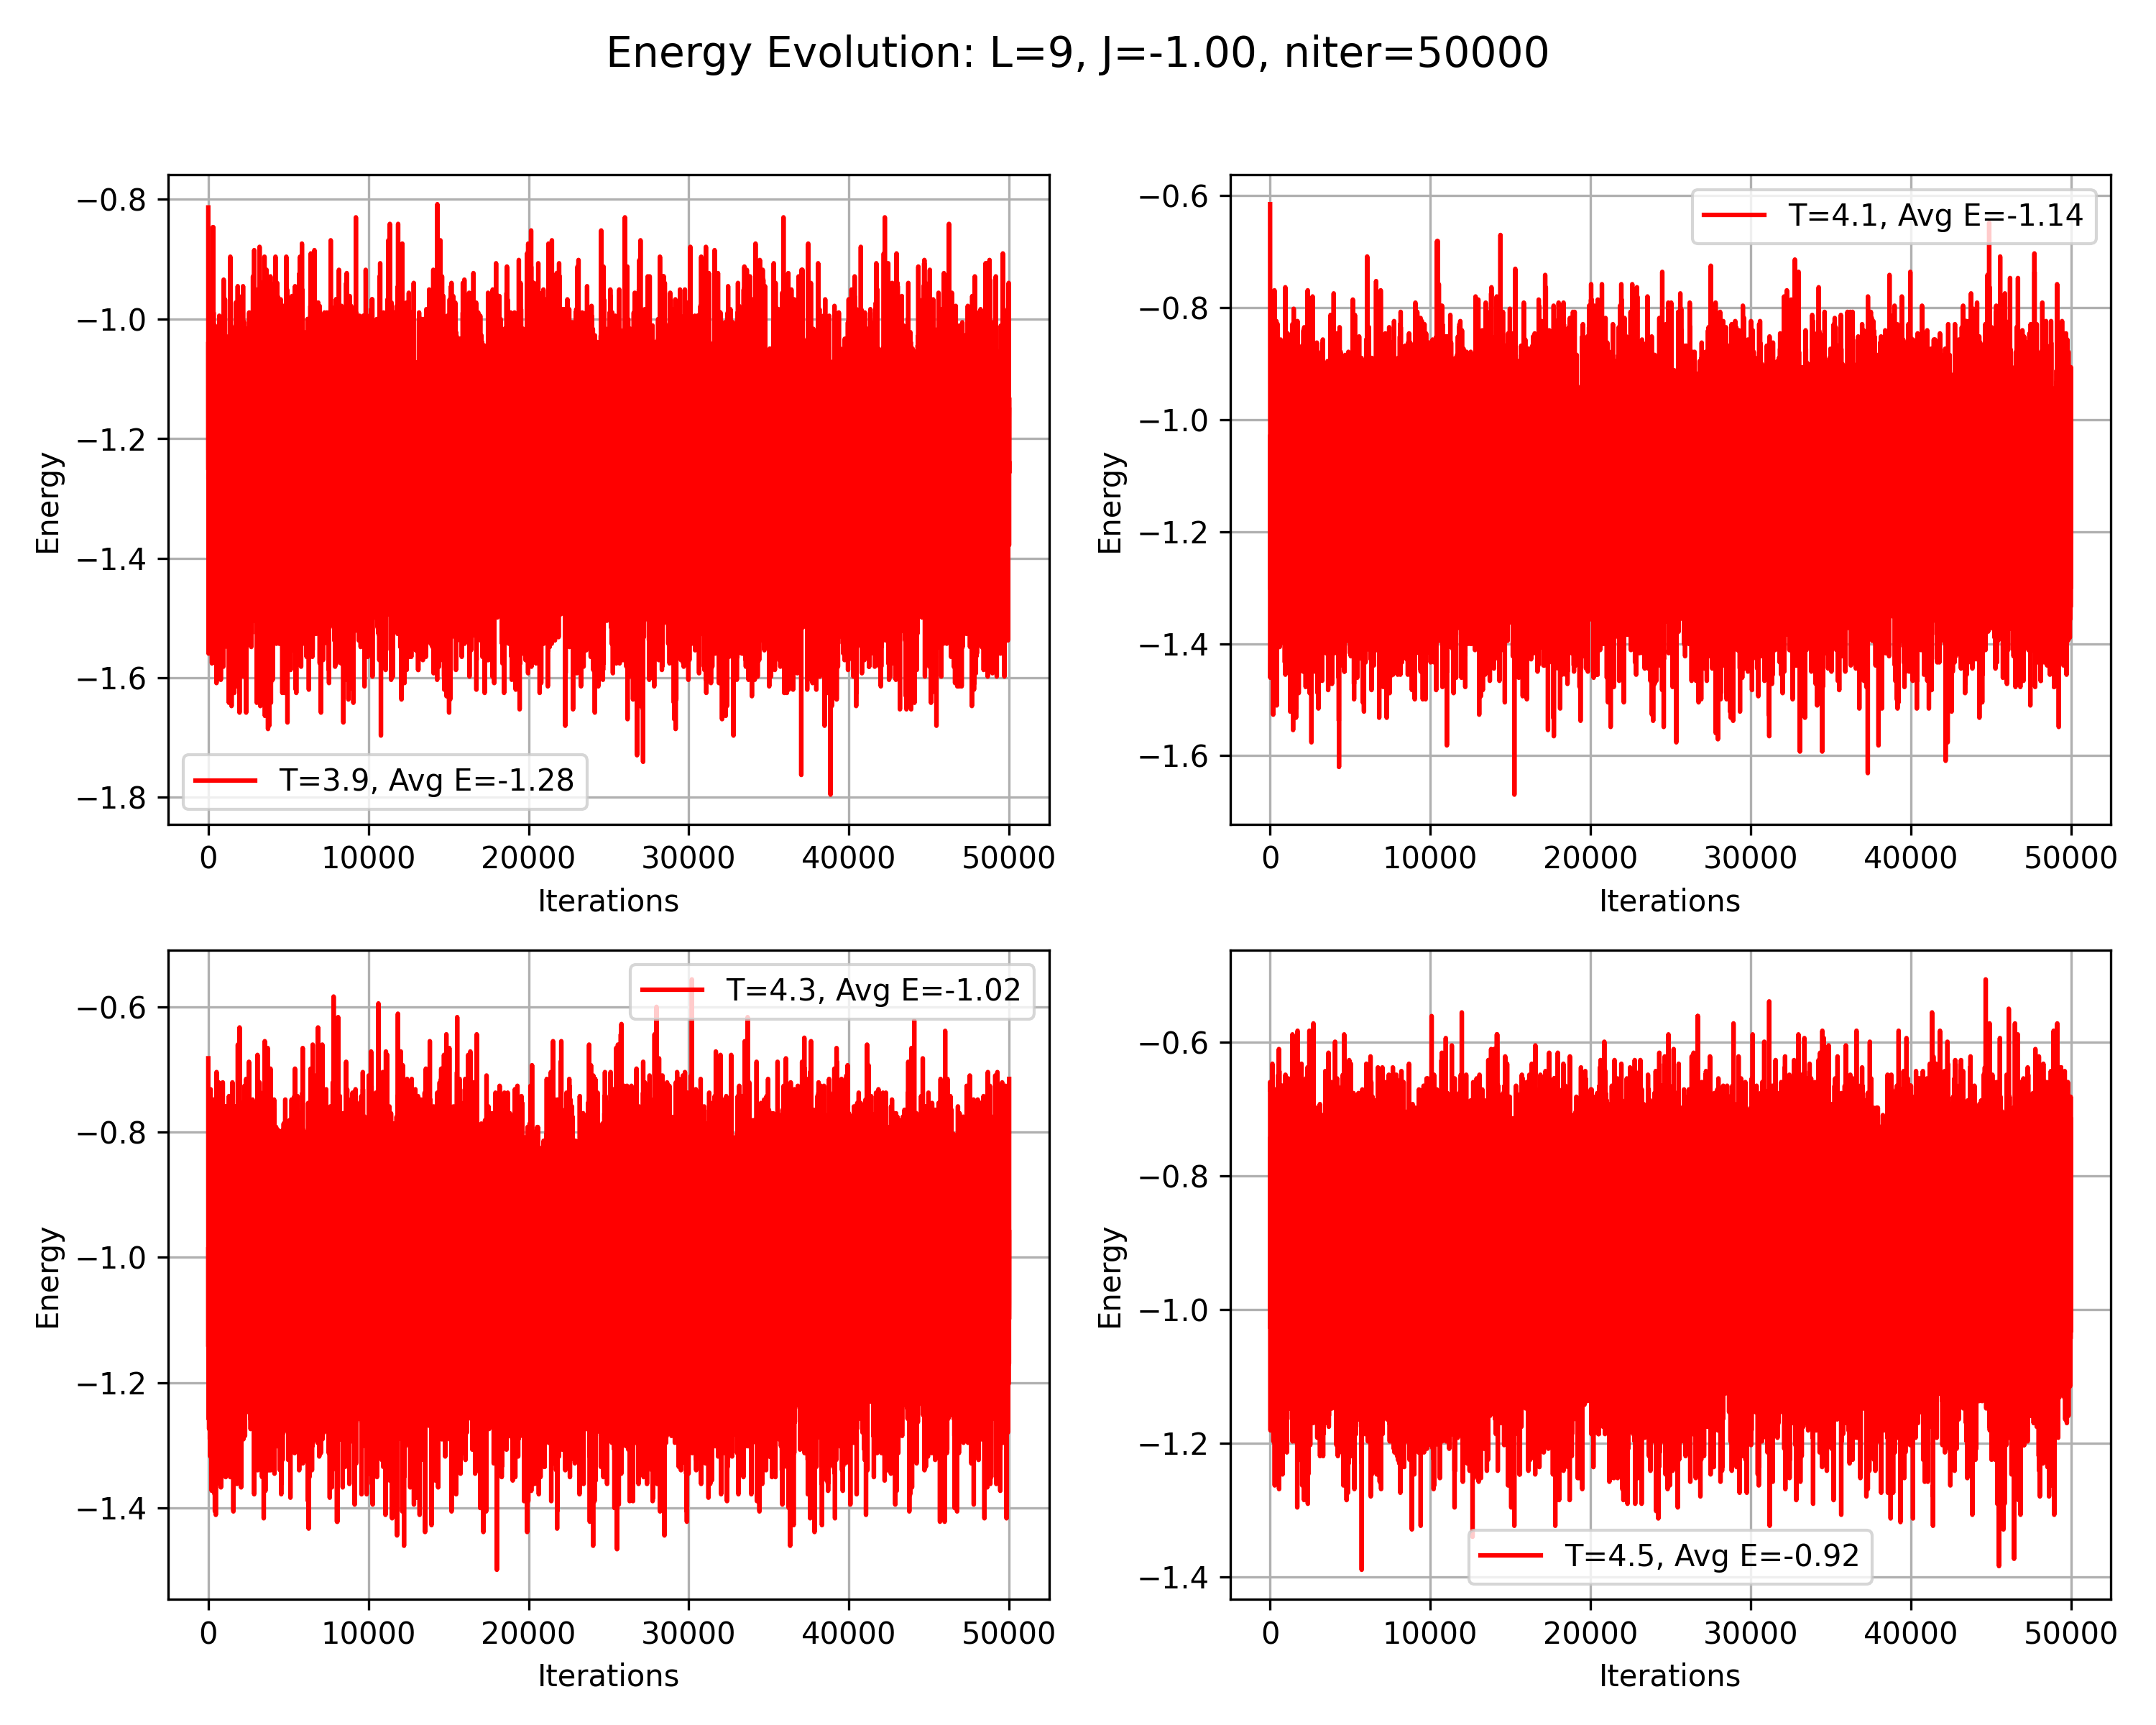 Energy Evolution: L=9, J=-1.00, niter=50000
−0.8
−1.0
−1.2
−1.4
−1.6
−1.8
Energy
T=3.9, Avg E=-1.28
0 10000 20000 30000 40000 50000
Iterations
−0.6
−0.8
−1.0
−1.2
−1.4
−1.6
Energy
T=4.1, Avg E=-1.14
0 10000 20000 30000 40000 50000
Iterations
−0.6
−0.8
−1.0
−1.2
−1.4
Energy
T=4.3, Avg E=-1.02
0 10000 20000 30000 40000 50000
Iterations
−0.6
−0.8
−1.0
−1.2
−1.4
Energy
T=4.5, Avg E=-0.92
0 10000 20000 30000 40000 50000
Iterations